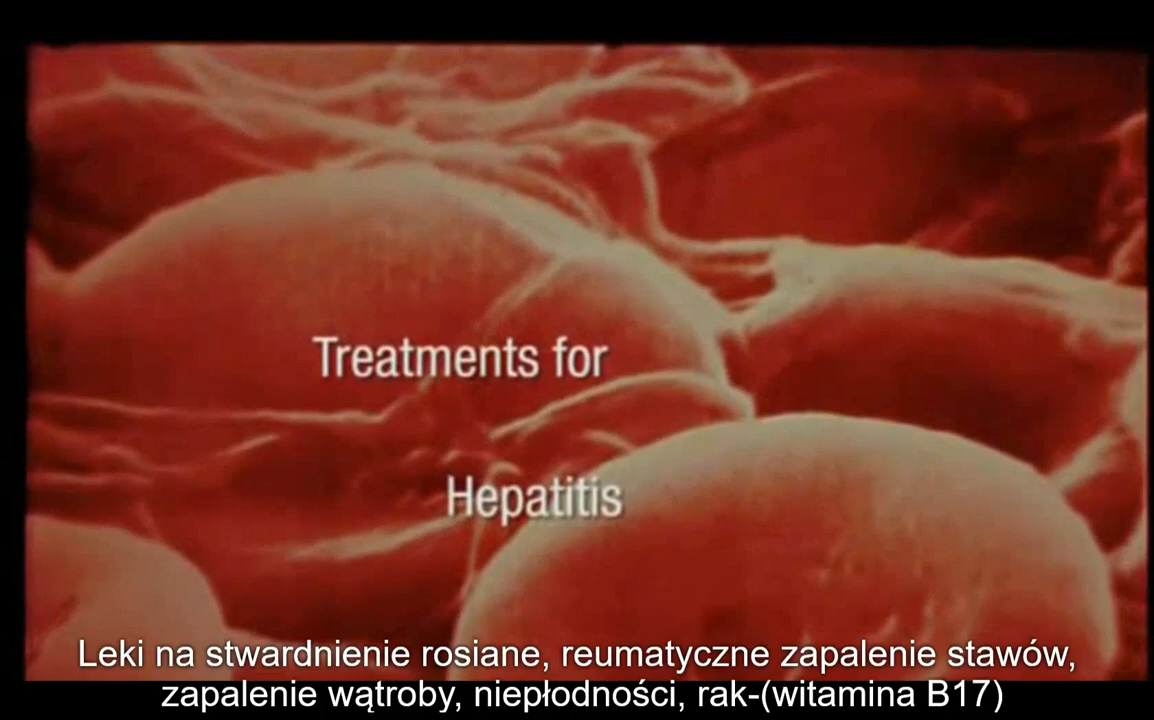 Treatments for
Hepatitis
Leki na stwardnienie rosiane, reumatyczne zapalenie stawów,
zapalenie wątroby, niepłodności, rak-(witamina B17)